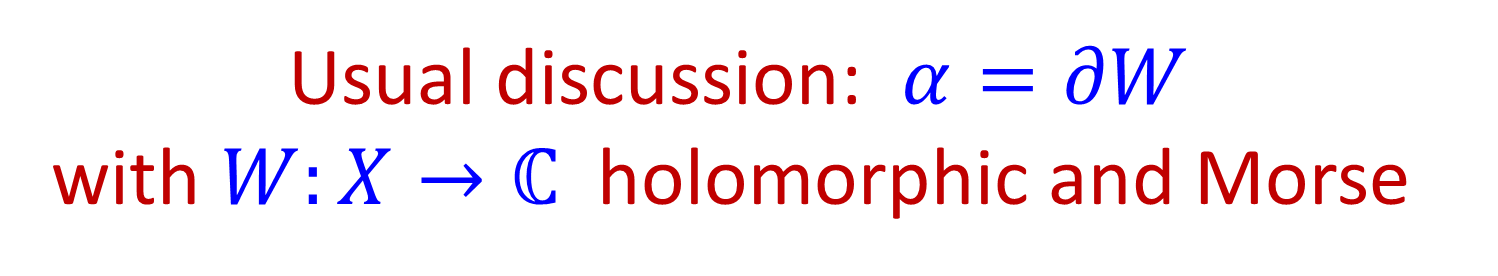 Usual discussion: 𝛼 = 𝜕𝑊
with 𝑊: 𝑋 → ℂ holomorphic and Morse